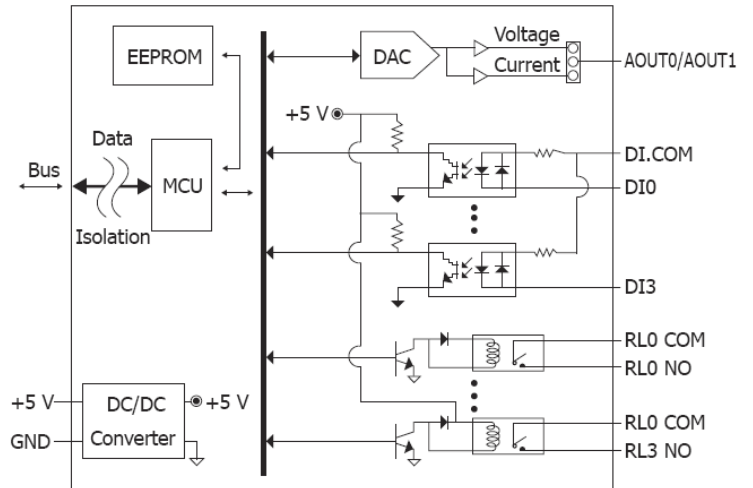 EEPROM
DAC
Voltage
Current
AOUT0/AOUT1
+5 V
Data
Bus
MCU
Isolation
DI.COM
DI0
DI3
RL0 COM
RL0 NO
+5 V
DC/DC
Converter
+5 V
GND
RL0 COM
RL3 NO